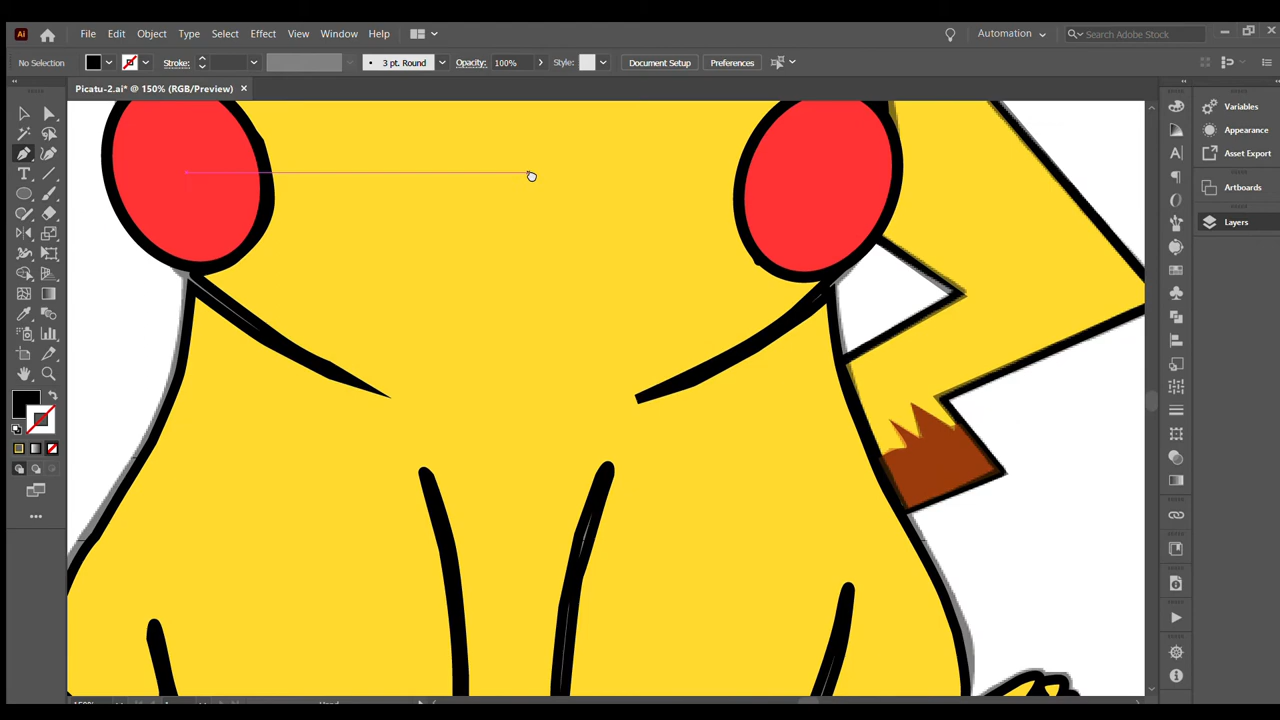 Ai File Edit Object Type Select Effect View Window Help Automation Search Adobe Stock
No Selection Stroke: 3 pt. Round Opacity: 100% Style: Document Setup Preferences
Picatu-2.ai* @ 150% (RGB/Preview) ×
Variables
Appearance
Asset Export
Artboards
Layers
150% Hand